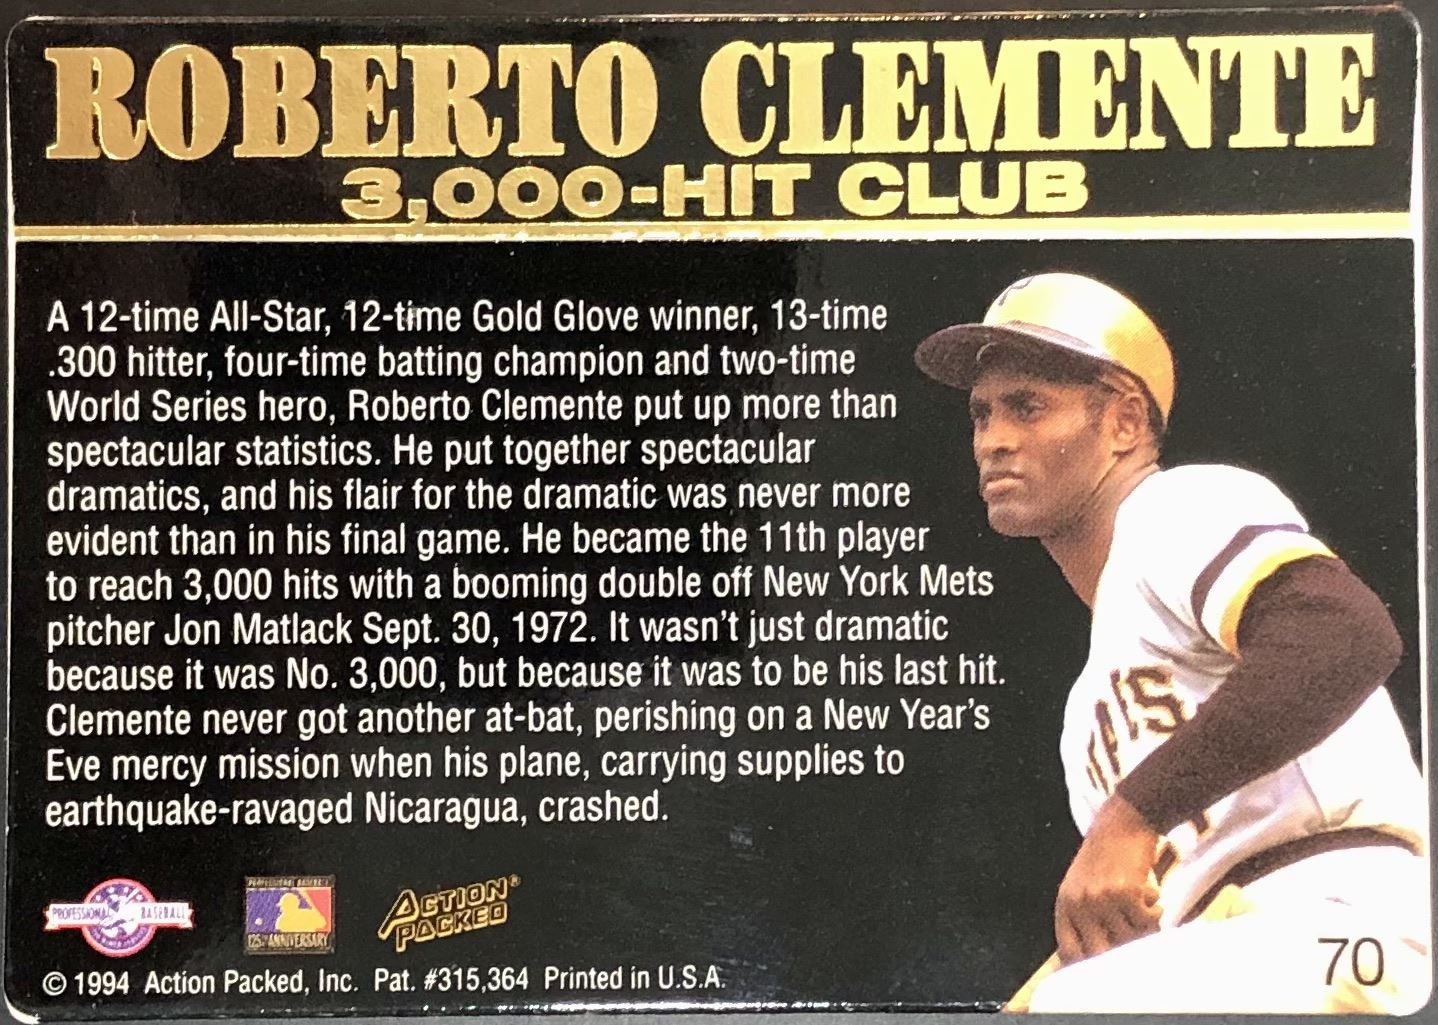 ROBERTO CLEMENTE
3,000-HIT CLUB
A 12-time All-Star, 12-time Gold Glove winner, 13-time
.300 hitter, four-time batting champion and two-time
World Series hero, Roberto Clemente put up more than
spectacular statistics. He put together spectacular
dramatics, and his flair for the dramatic was never more
evident than in his final game. He became the 11th player
to reach 3,000 hits with a booming double off New York Mets
pitcher Jon Matlack Sept. 30, 1972. It wasn't just dramatic
because it was No. 3,000, but because it was to be his last hit.
Clemente never got another at-bat, perishing on a New Year's
Eve mercy mission when his plane, carrying supplies to
earthquake-ravaged Nicaragua, crashed.
PROFESSIONAL BASEBALL
PROFESSIONAL BASEBALL
125th ANNIVERSARY
ACTION
PACKED®
© 1994 Action Packed, Inc. Pat. #315,364 Printed in U.S.A.
70